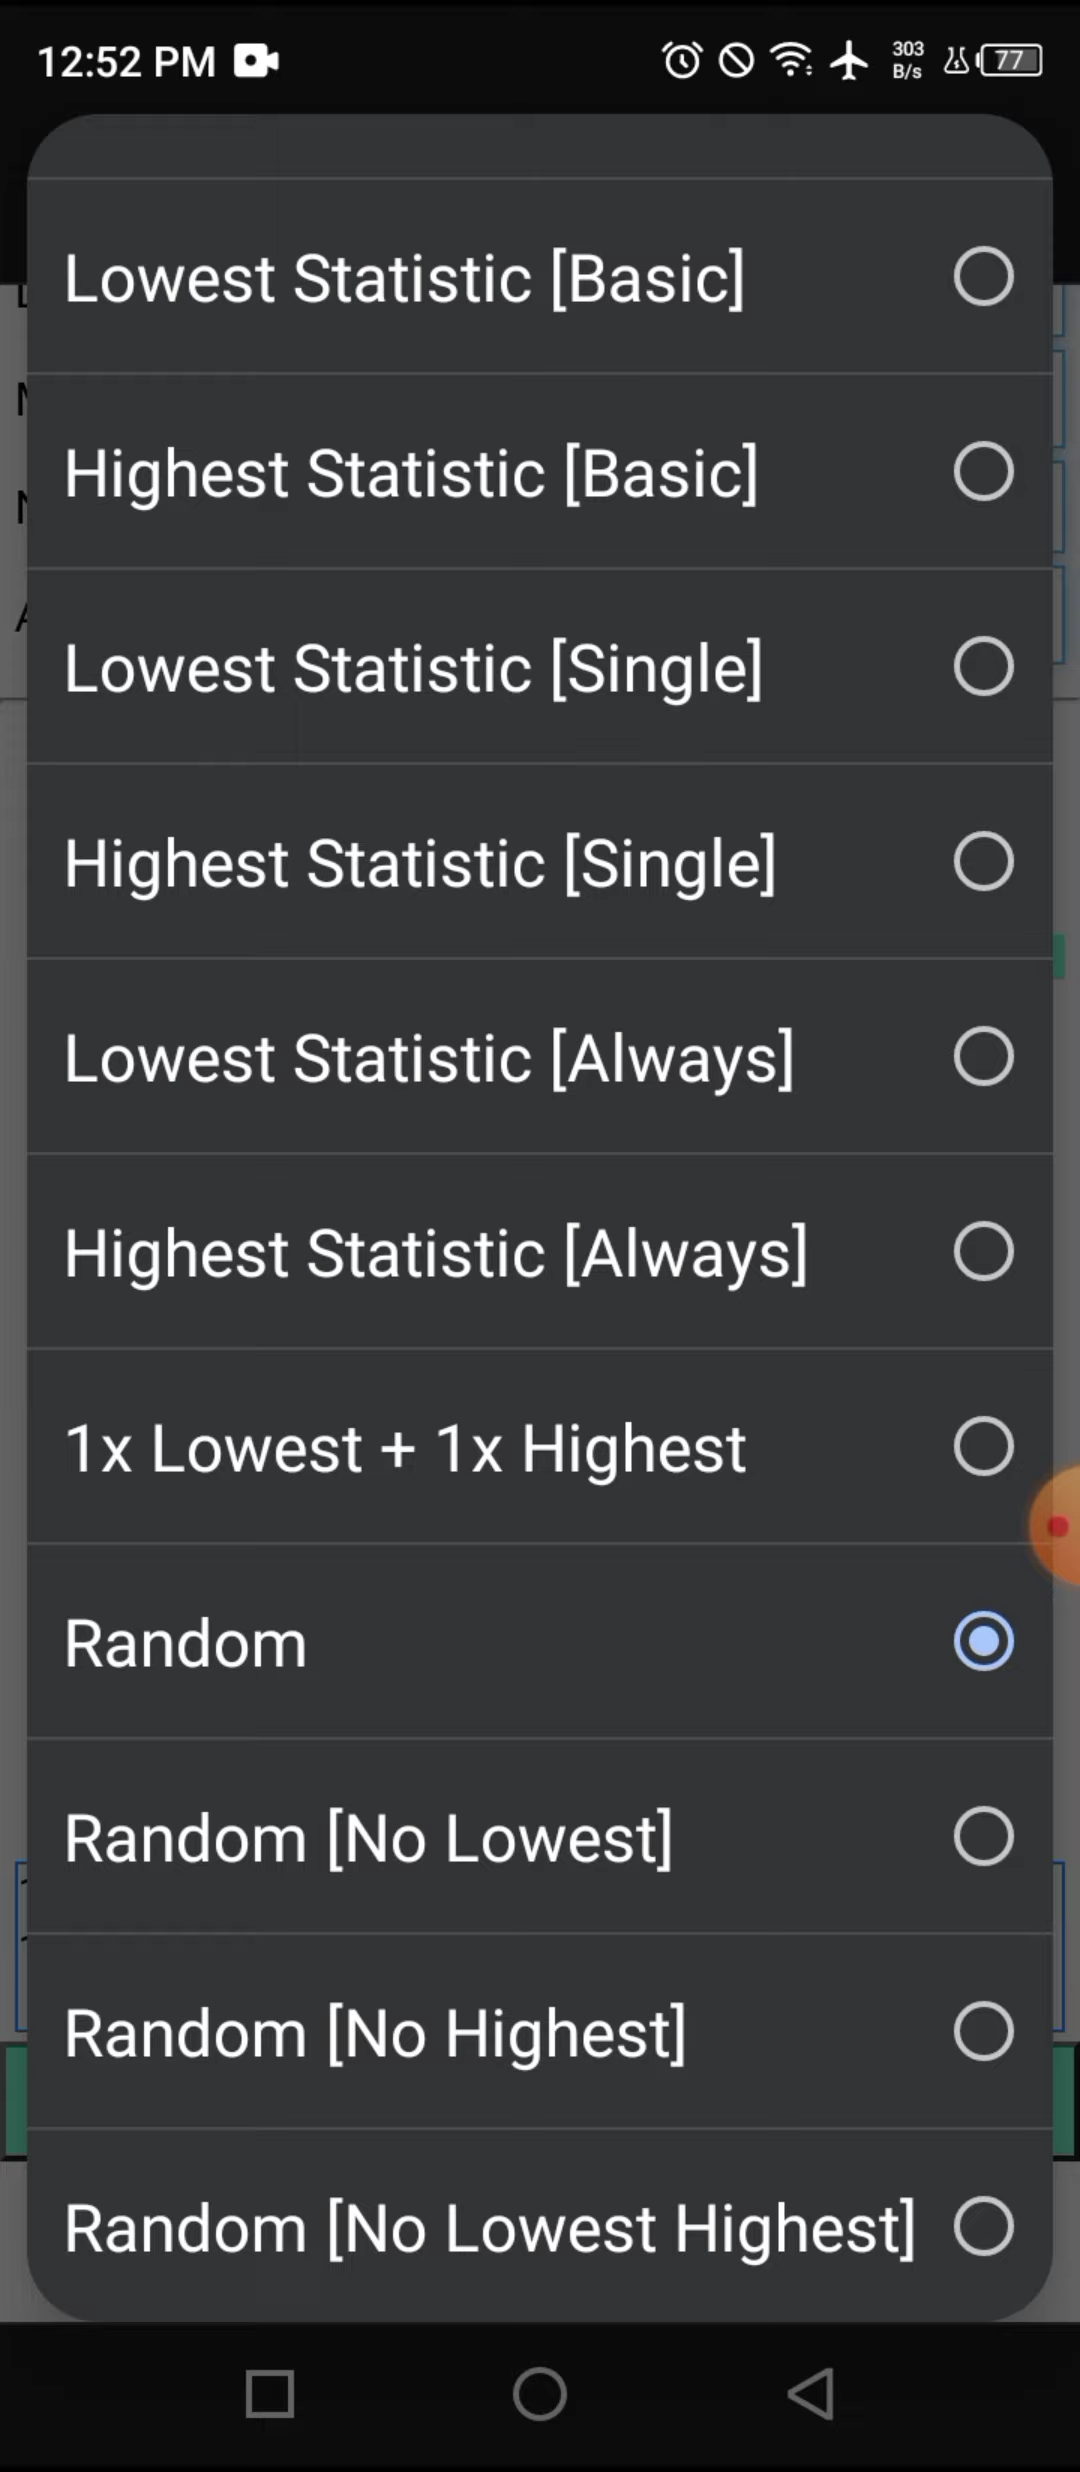 12:52 PM
303
B/s
77
Lowest Statistic [Basic]
Highest Statistic [Basic]
Lowest Statistic [Single]
Highest Statistic [Single]
Lowest Statistic [Always]
Highest Statistic [Always]
1x Lowest + 1x Highest
Random
Random [No Lowest]
Random [No Highest]
Random [No Lowest Highest]